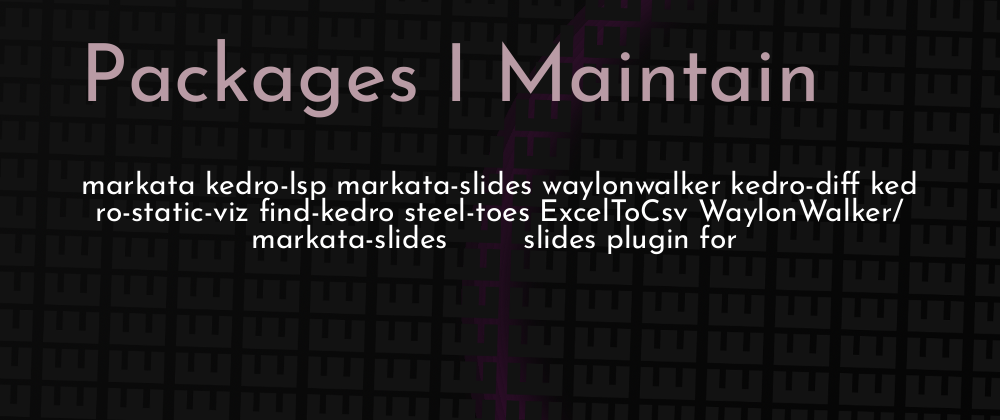 Packages I Maintain
markata kedro-lsp markata-slides waylonwalker kedro-diff ked
ro-static-viz find-kedro steel-toes ExcelToCsv WaylonWalker/
markata-slides slides plugin for